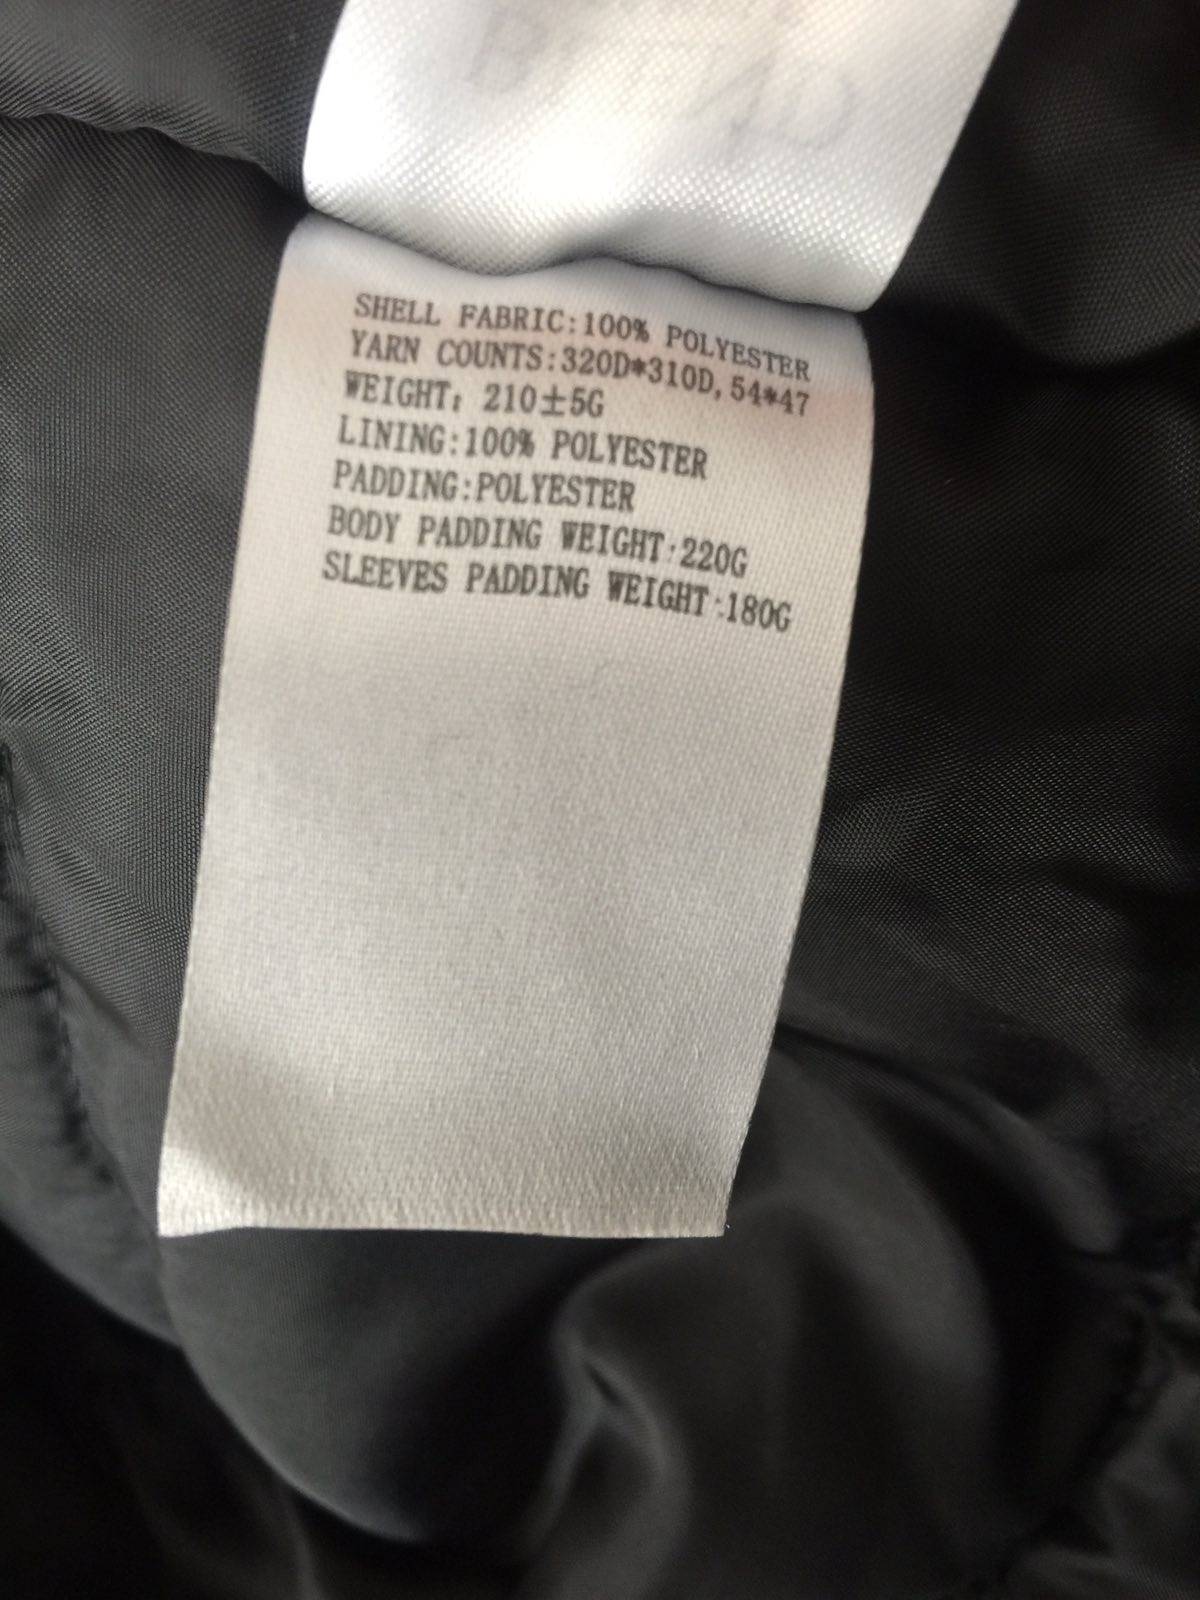 SHELL FABRIC:100% POLYESTER
YARN COUNTS:320D*310D,54*47
WEIGHT: 210±5G
LINING:100% POLYESTER
PADDING:POLYESTER
BODY PADDING WEIGHT:220G
SLEEVES PADDING WEIGHT:180G